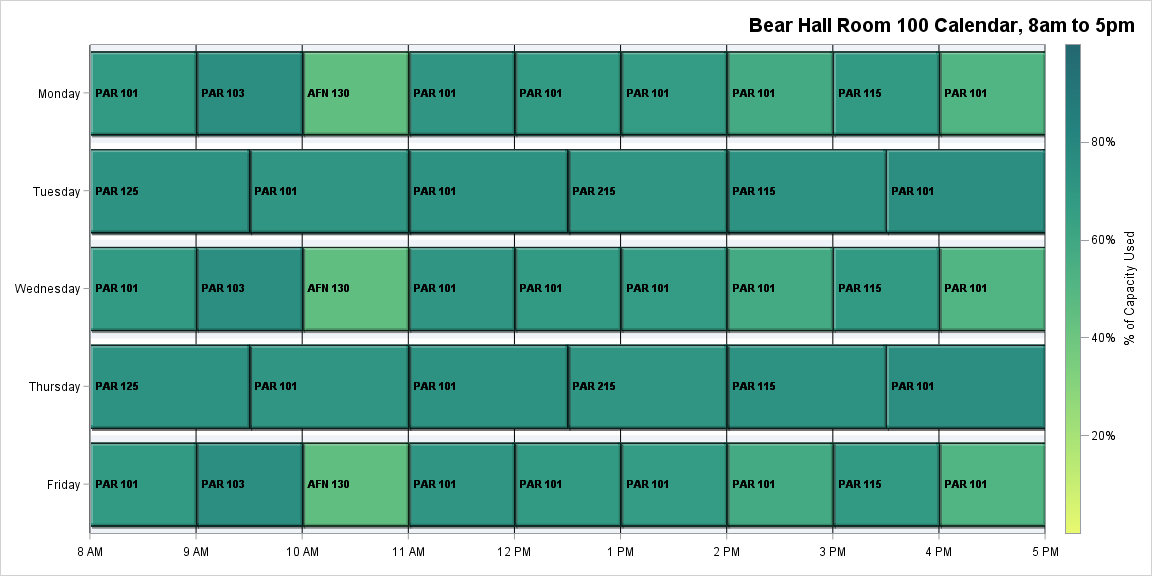 Bear Hall Room 100 Calendar, 8am to 5pm
Monday PAR 101 PAR 103 AFN 130 PAR 101 PAR 101 PAR 101 PAR 101 PAR 115 PAR 101
80%
Tuesday PAR 125 PAR 101 PAR 101 PAR 215 PAR 115 PAR 101
60%
% of Capacity Used
Wednesday PAR 101 PAR 103 AFN 130 PAR 101 PAR 101 PAR 101 PAR 101 PAR 115 PAR 101
40%
Thursday PAR 125 PAR 101 PAR 101 PAR 215 PAR 115 PAR 101
20%
Friday PAR 101 PAR 103 AFN 130 PAR 101 PAR 101 PAR 101 PAR 101 PAR 115 PAR 101
8 AM 9 AM 10 AM 11 AM 12 PM 1 PM 2 PM 3 PM 4 PM 5 PM